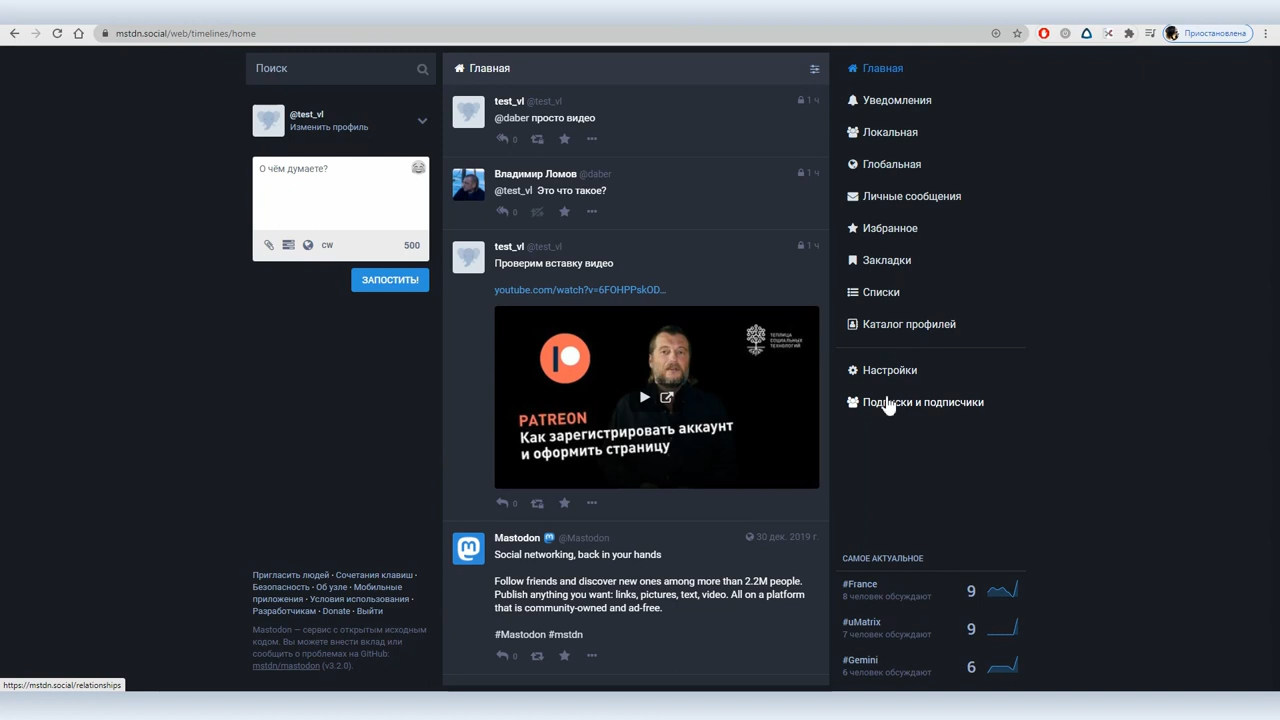 mstdn.social/web/timelines/home
Приостановлена
Поиск
@test_vl
Изменить профиль
О чём думаете?
CW
500
ЗАПОСТИТЬ!
Пригласить людей · Сочетания клавиш ·
Безопасность · Об узле · Мобильные
приложения · Условия использования ·
Разработчикам · Donate · Выйти
Mastodon — сервис с открытым исходным
кодом. Вы можете внести вклад или
сообщить о проблемах на GitHub:
mstdn/mastodon (v3.2.0).
https://mstdn.social/relationships
Главная
test_vl @test_vl
1 ч
@daber просто видео
0
Владимир Ломов @daber
1 ч
@test_vl Это что такое?
0
test_vl @test_vl
1 ч
Проверим вставку видео
youtube.com/watch?v=6FOHPPskOD...
ТЕПЛИЦА
СОЦИАЛЬНЫХ
ТЕХНОЛОГИЙ
PATREON
Как зарегистрировать аккаунт
и оформить страницу
0
Mastodon @Mastodon
30 дек. 2019 г.
Social networking, back in your hands
Follow friends and discover new ones among more than 2.2M people.
Publish anything you want: links, pictures, text, video. All on a platform
that is community-owned and ad-free.
#Mastodon #mstdn
0
Главная
Уведомления
Локальная
Глобальная
Личные сообщения
Избранное
Закладки
Списки
Каталог профилей
Настройки
Подписки и подписчики
САМОЕ АКТУАЛЬНОЕ
#France
8 человек обсуждают
9
#uMatrix
7 человек обсуждают
9
#Gemini
6 человек обсуждают
6